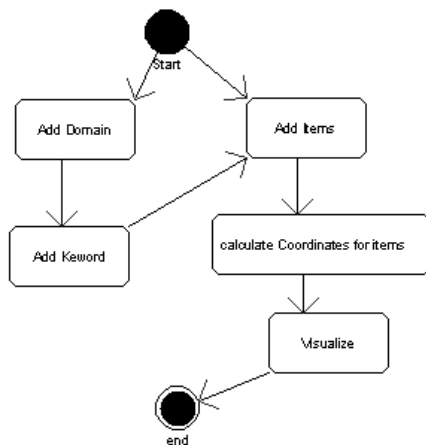 Start
Add Domain
Add Items
Add Keword
calculate Coordinates for items
Visualize
end